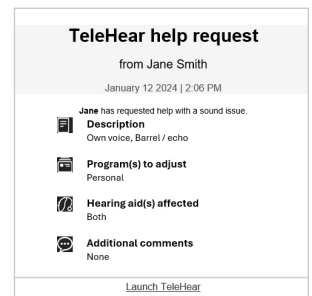 TeleHear help request
from Jane Smith
January 12 2024 | 2:06 PM
Jane has requested help with a sound issue.
Description
Own voice, Barrel / echo
Program(s) to adjust
Personal
Hearing aid(s) affected
Both
Additional comments
None
Launch TeleHear